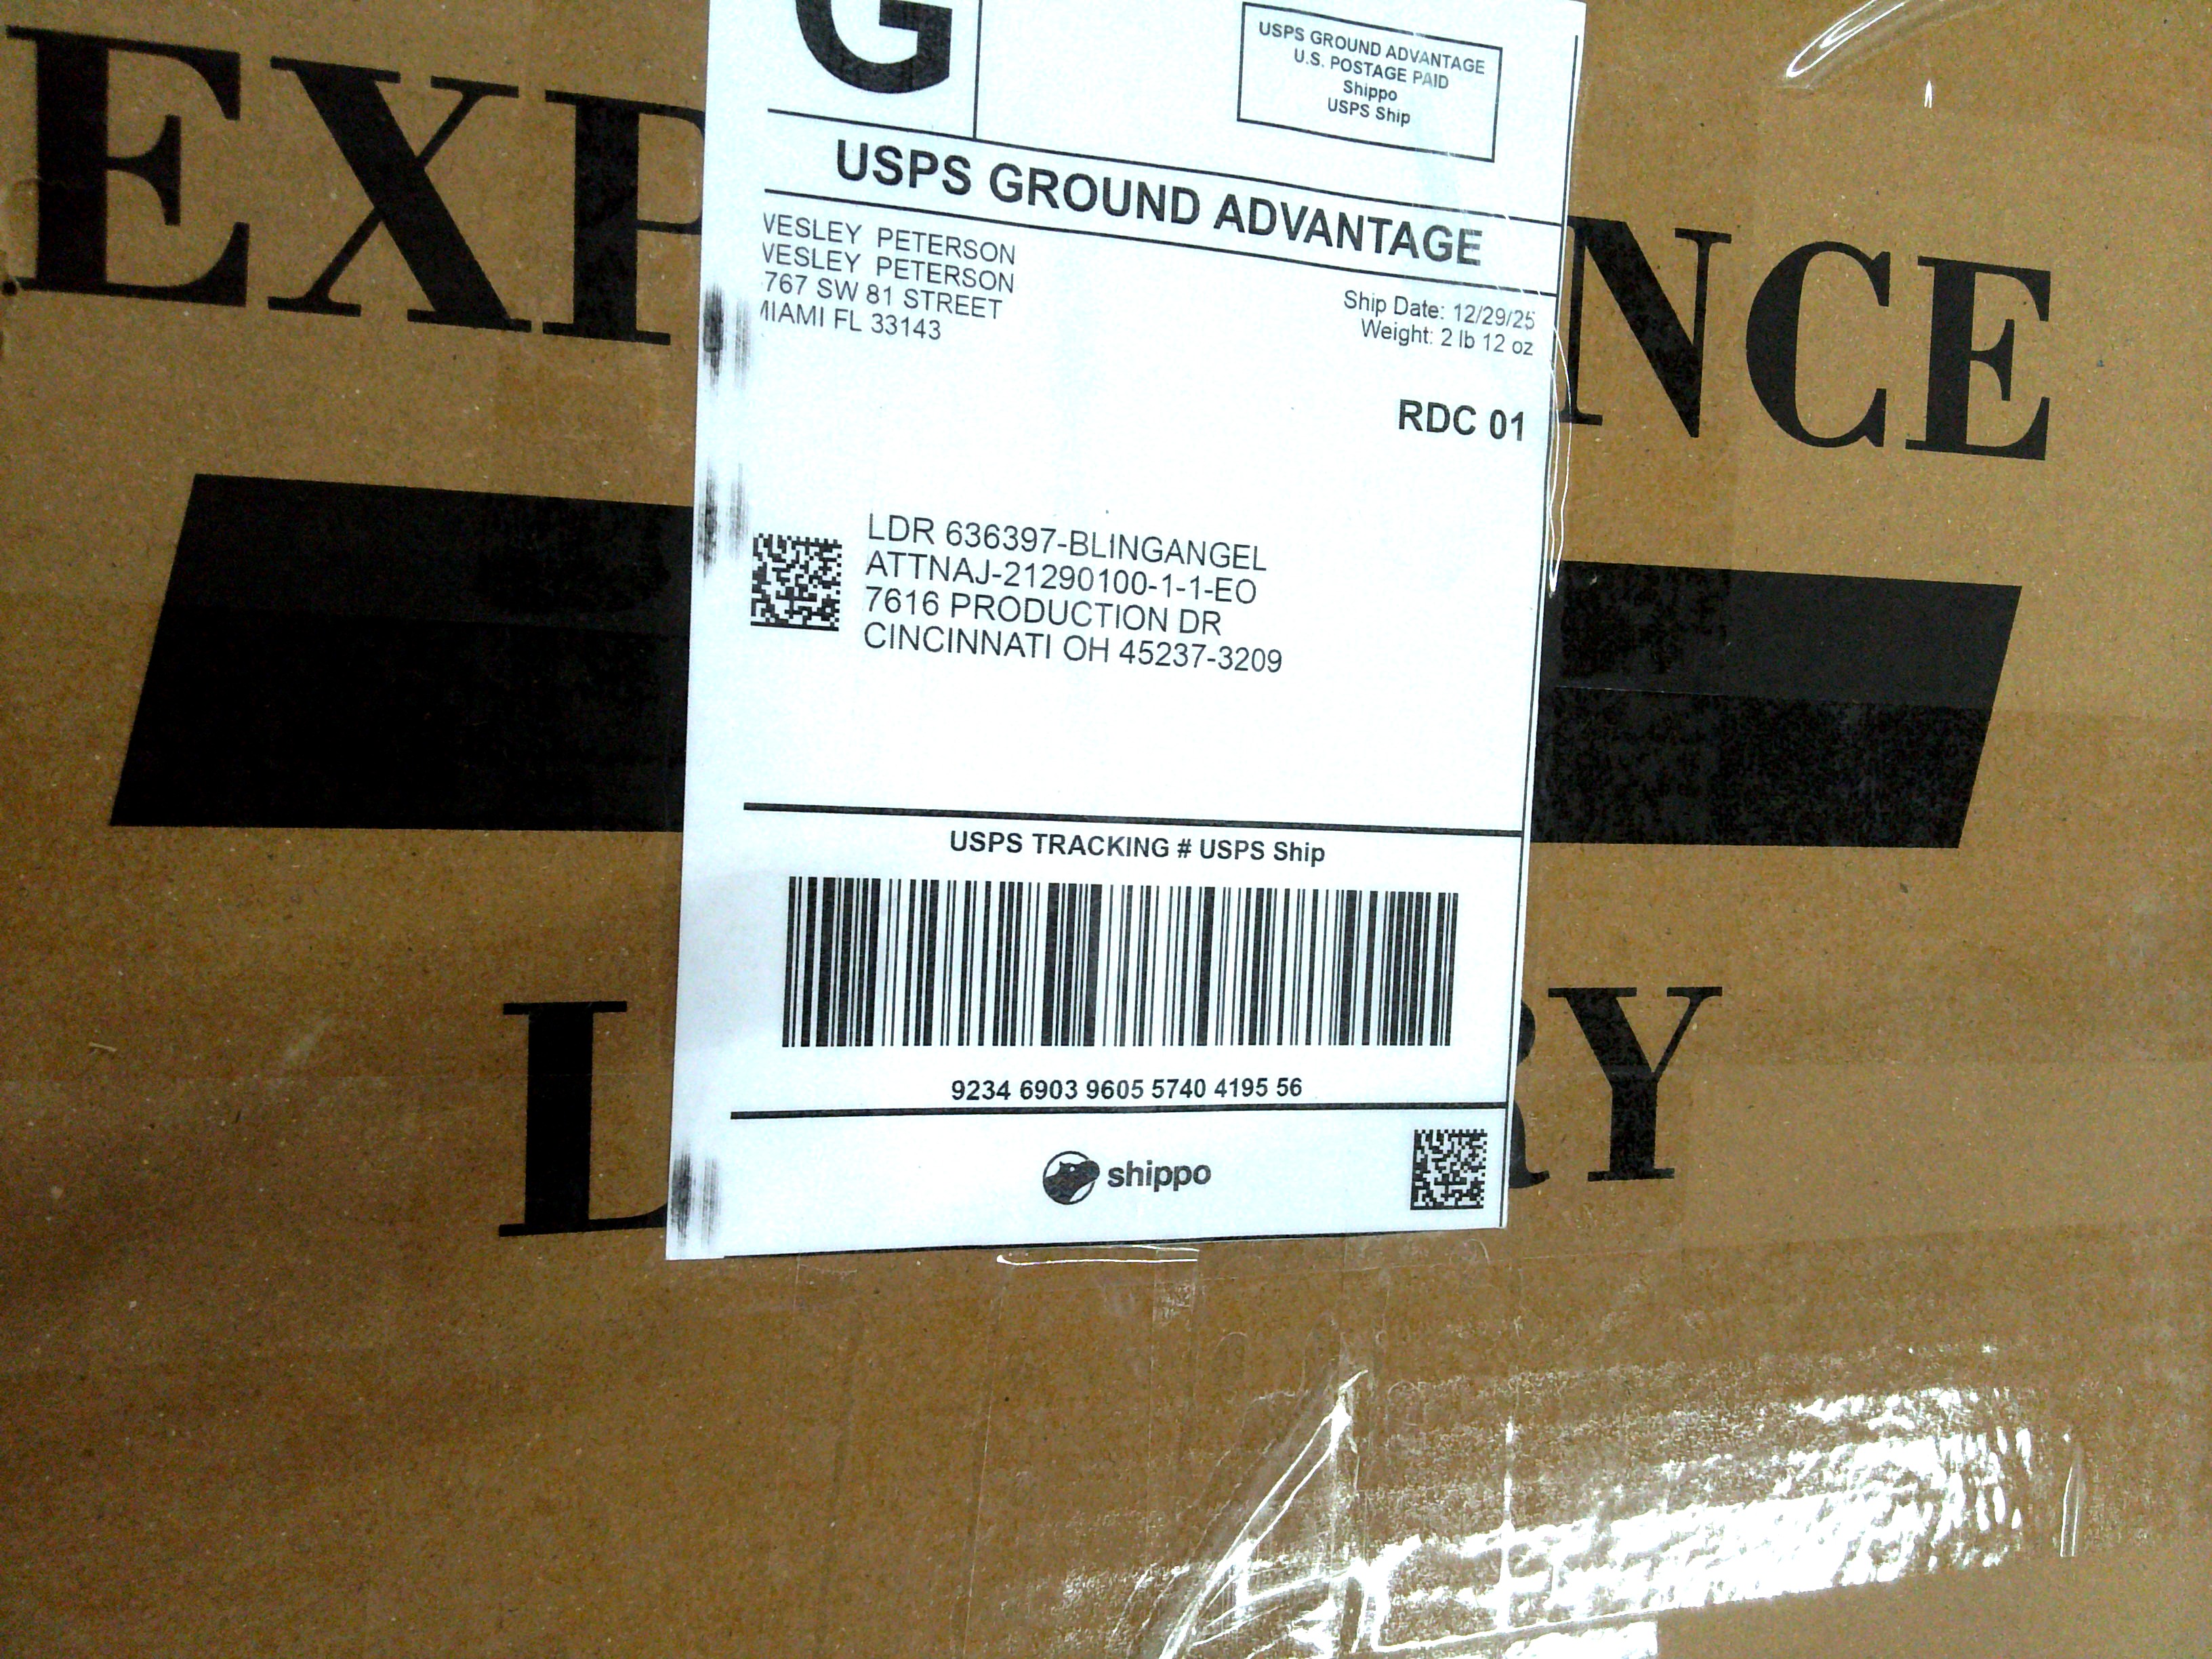 G
USPS GROUND ADVANTAGE
U.S. POSTAGE PAID
Shippo
USPS Ship
USPS GROUND ADVANTAGE
VESLEY PETERSON
VESLEY PETERSON
767 SW 81 STREET
MIAMI FL 33143
Ship Date: 12/29/25
Weight: 2 lb 12 oz
RDC 01
LDR 636397-BLINGANGEL
ATTNAJ-21290100-1-1-EO
7616 PRODUCTION DR
CINCINNATI OH 45237-3209
USPS TRACKING # USPS Ship
9234 6903 9605 5740 4195 56
shippo
EXP
NCE
L
RY